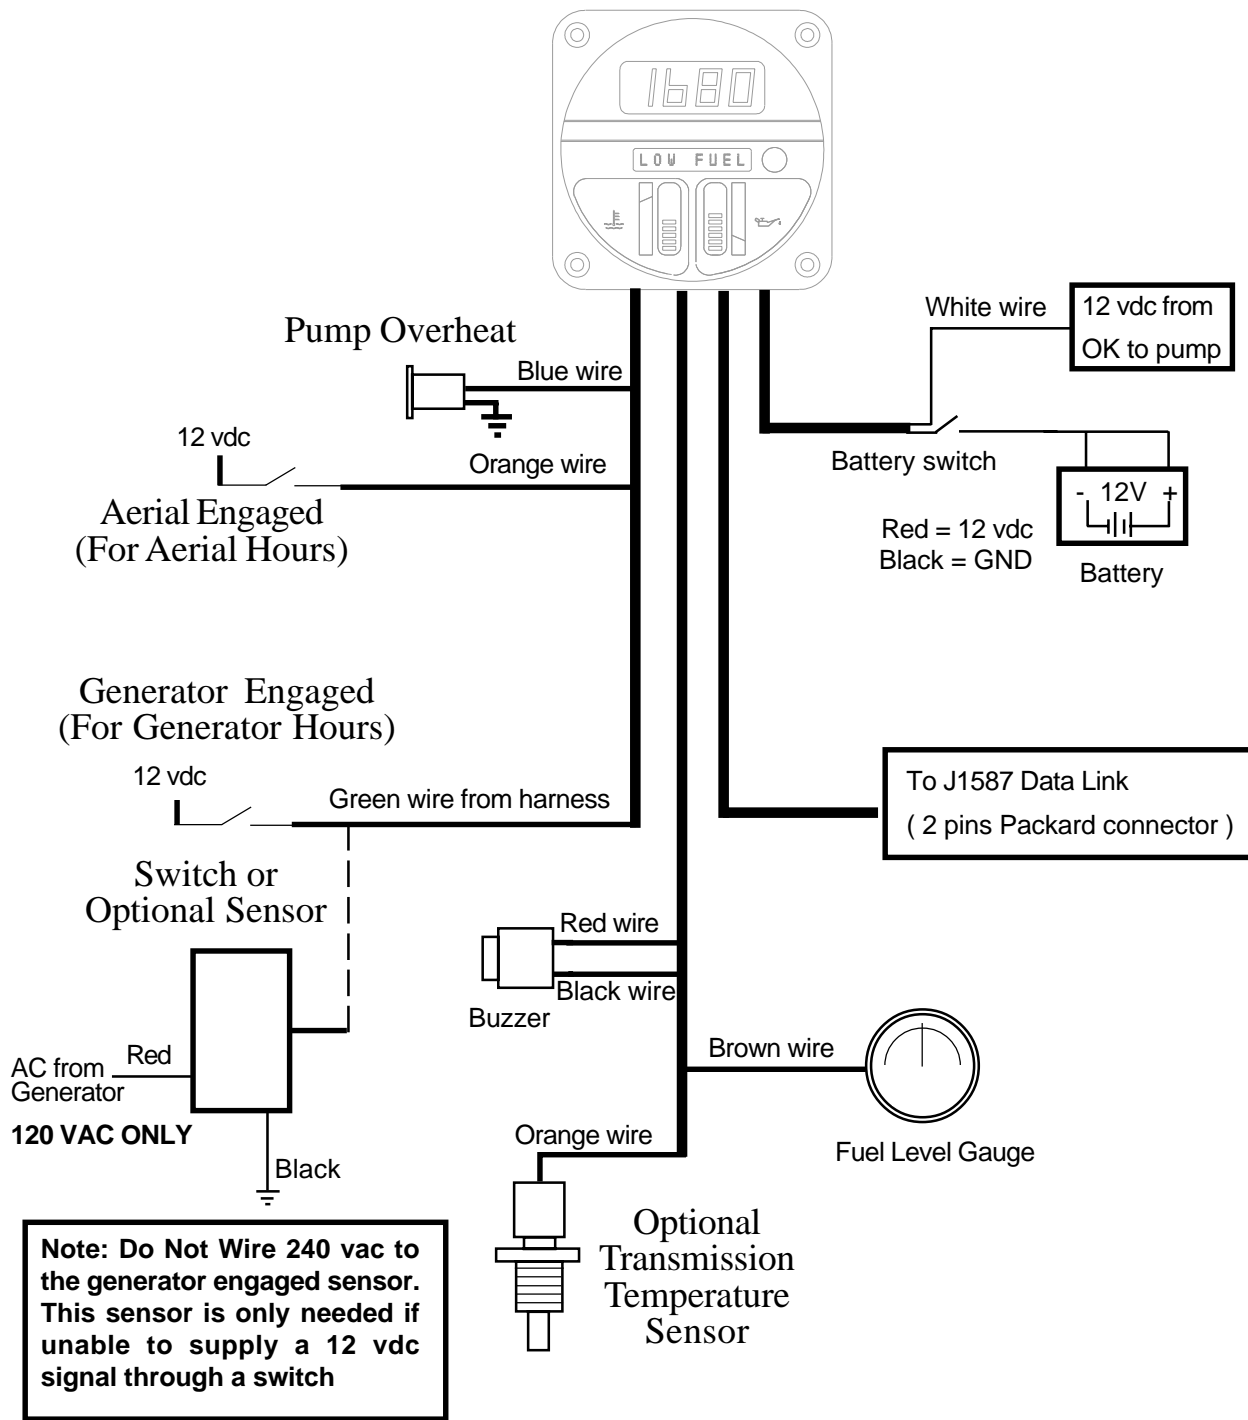 1680
LOW FUEL
Pump Overheat
Blue wire
12 vdc
Orange wire
Aerial Engaged
(For Aerial Hours)
White wire
12 vdc from
OK to pump
Battery switch
- 12V +
Red = 12 vdc
Black = GND
Battery
Generator Engaged
(For Generator Hours)
12 vdc
Green wire from harness
To J1587 Data Link
( 2 pins Packard connector )
Switch or
Optional Sensor
Red wire
Black wire
Buzzer
Brown wire
Fuel Level Gauge
AC from
Generator
Red
120 VAC ONLY
Black
Orange wire
Optional
Transmission
Temperature
Sensor
Note: Do Not Wire 240 vac to
the generator engaged sensor.
This sensor is only needed if
unable to supply a 12 vdc
signal through a switch